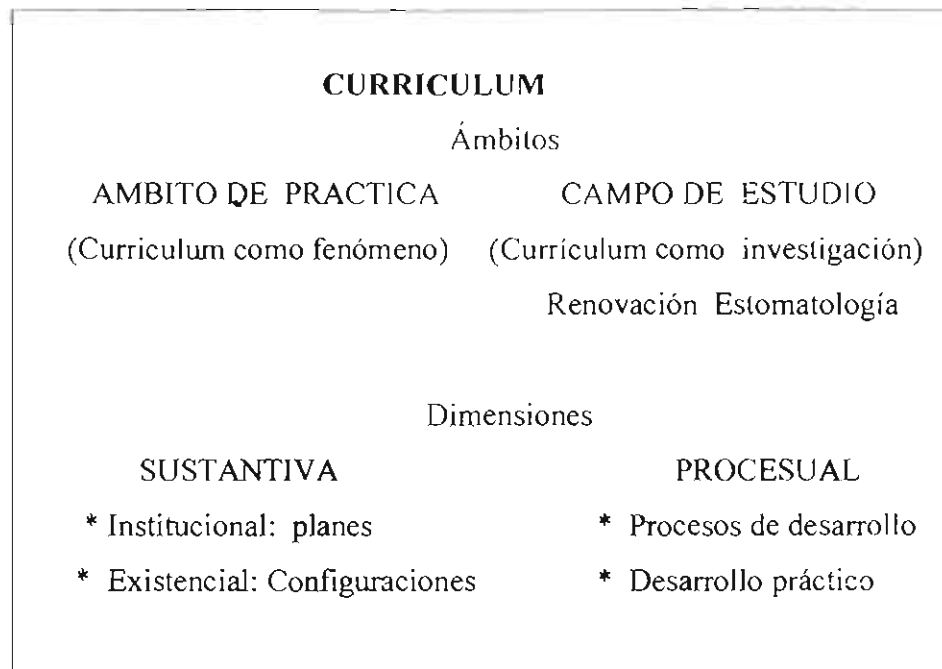 CURRICULUM
Ámbitos
AMBITO DE PRACTICA CAMPO DE ESTUDIO
(Curriculum como fenómeno) (Currículum como investigación)
Renovación Estomatología
Dimensiones
SUSTANTIVA PROCESUAL
* Institucional: planes * Procesos de desarrollo
* Existencial: Configuraciones * Desarrollo práctico